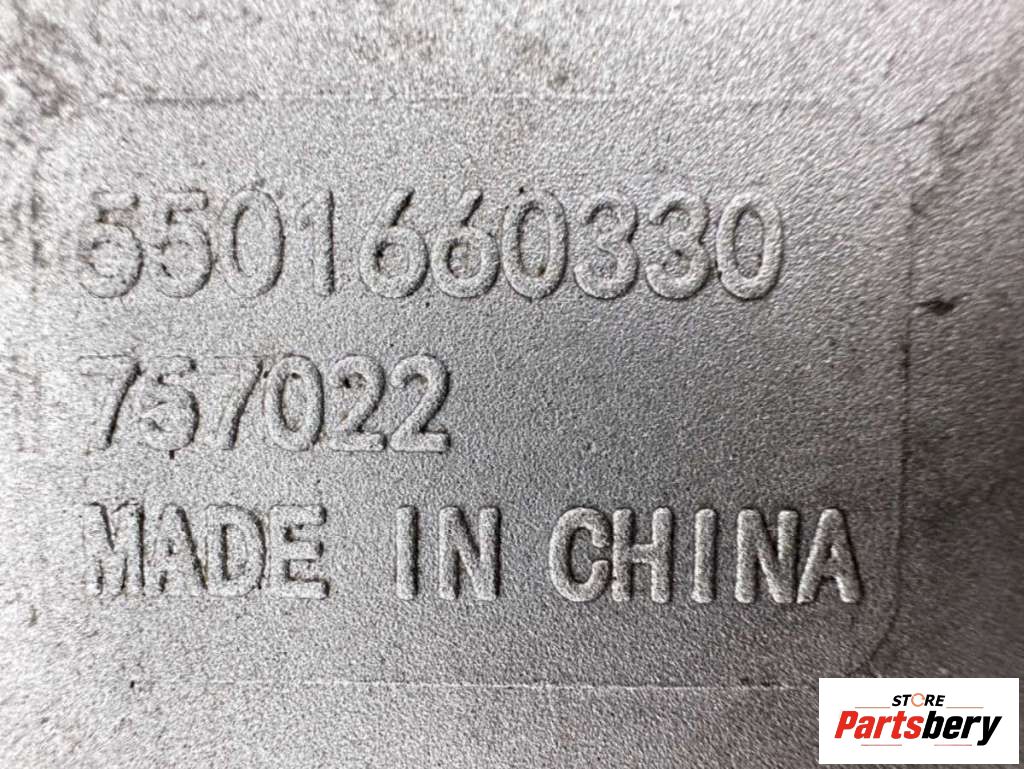 5501660330
757022
MADE IN CHINA
STORE
Partsbery